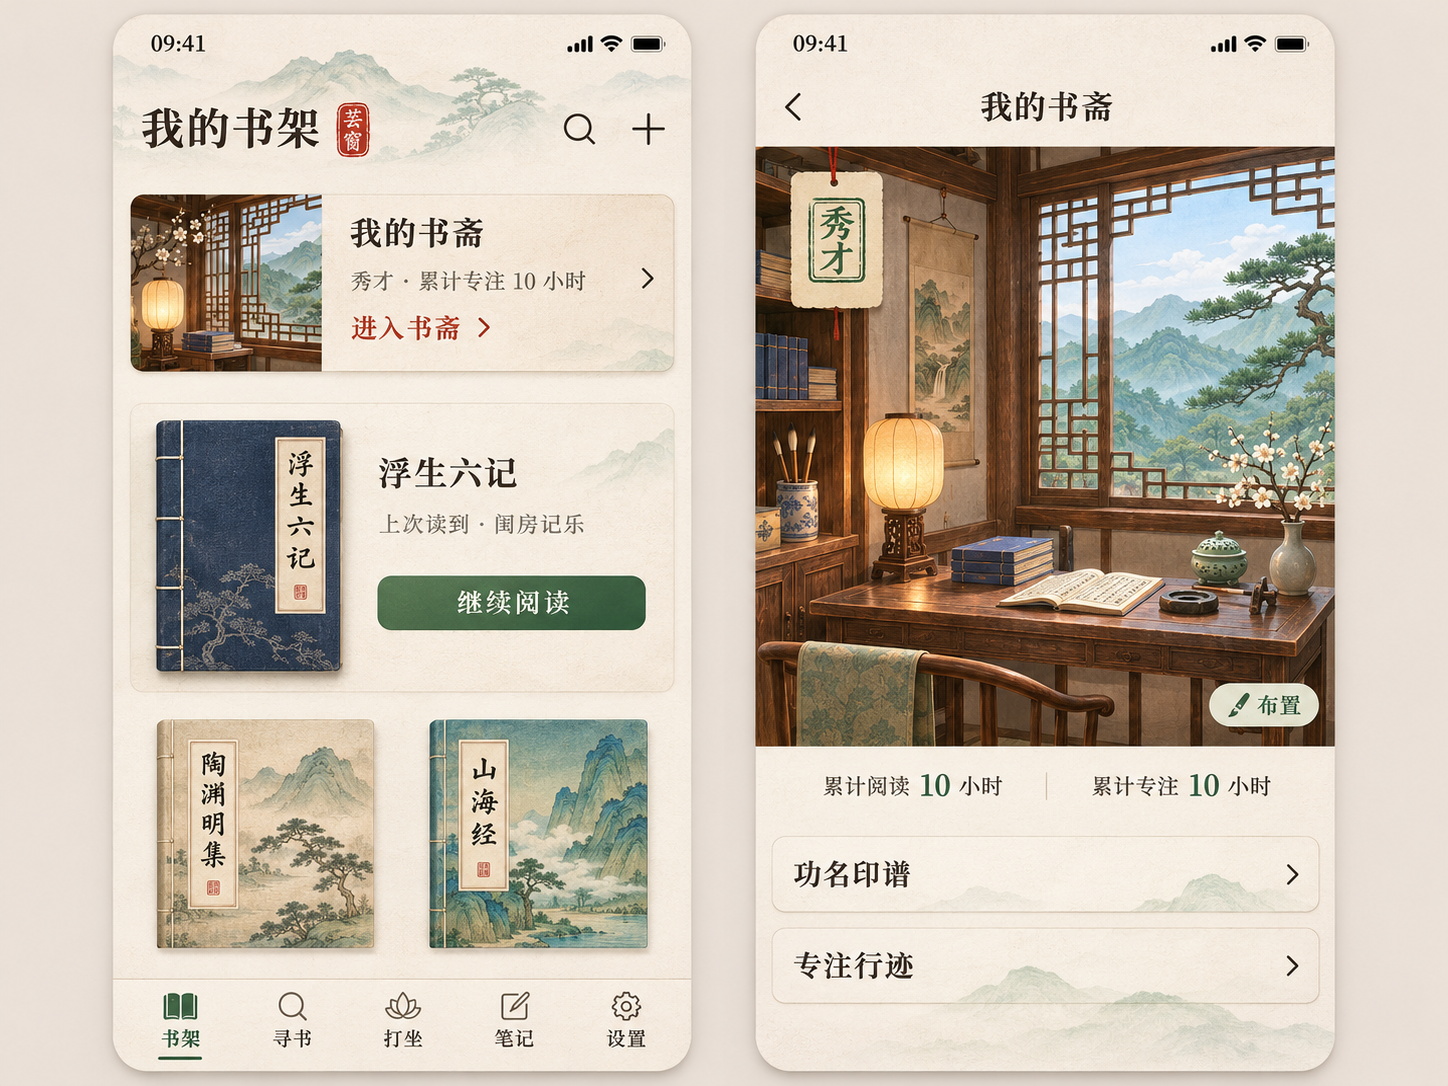 09:41
我的书架
芸窗
我的书斋
秀才 · 累计专注 10 小时
进入书斋
浮生六记
浮生六记
上次读到 · 闺房记乐
继续阅读
陶渊明集
山海经
书架
寻书
打坐
笔记
设置
09:41
我的书斋
秀才
布置
累计阅读 10 小时
累计专注 10 小时
功名印谱
专注行迹